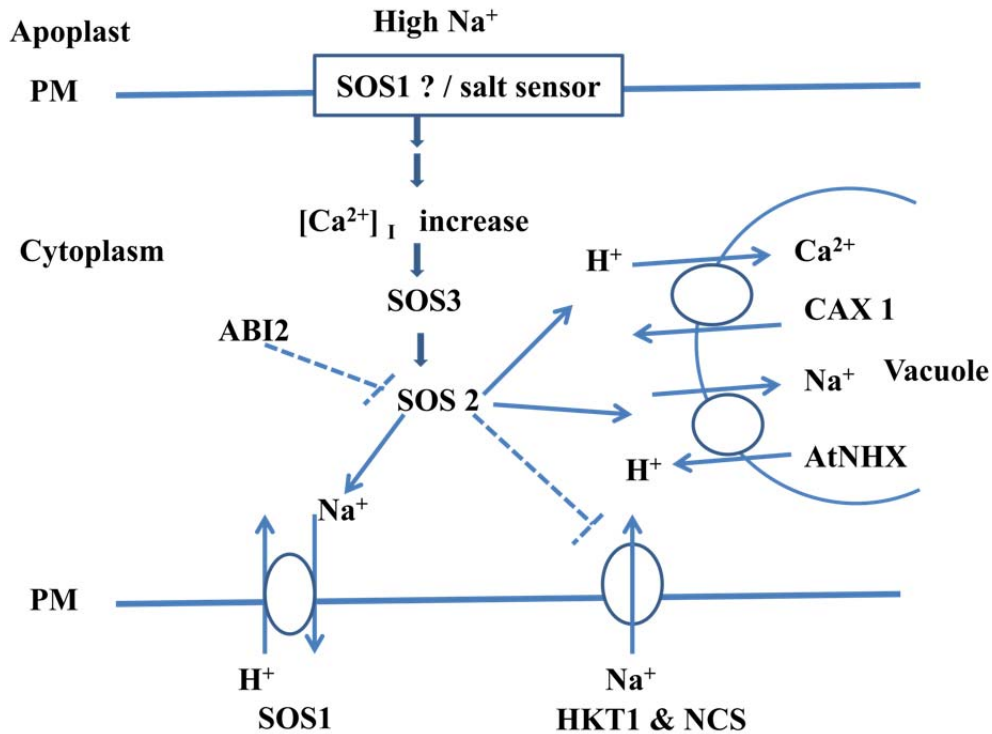 High Na⁺
Apoplast
PM
SOS1 ? / salt sensor
[Ca²⁺] I increase
Cytoplasm
H⁺
Ca²⁺
SOS3
CAX 1
ABI2
Na⁺
Vacuole
SOS 2
AtNHX
H⁺
Na⁺
PM
H⁺
Na⁺
SOS1
HKT1 & NCS